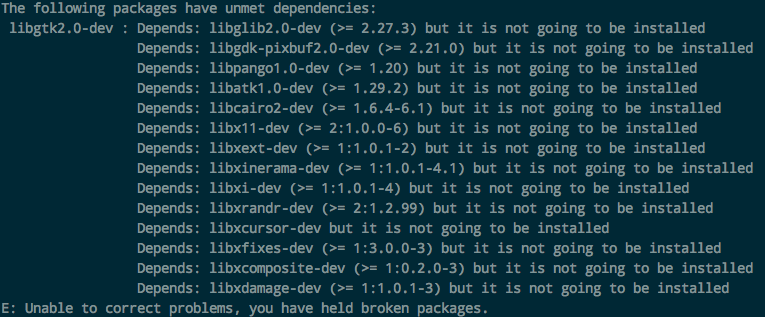 The following packages have unmet dependencies:
libgtk2.0-dev : Depends: libglib2.0-dev (>= 2.27.3) but it is not going to be installed
Depends: libgdk-pixbuf2.0-dev (>= 2.21.0) but it is not going to be installed
Depends: libpango1.0-dev (>= 1.20) but it is not going to be installed
Depends: libatk1.0-dev (>= 1.29.2) but it is not going to be installed
Depends: libcairo2-dev (>= 1.6.4-6.1) but it is not going to be installed
Depends: libx11-dev (>= 2:1.0.0-6) but it is not going to be installed
Depends: libxext-dev (>= 1:1.0.1-2) but it is not going to be installed
Depends: libxinerama-dev (>= 1:1.0.1-4.1) but it is not going to be installed
Depends: libxi-dev (>= 1:1.0.1-4) but it is not going to be installed
Depends: libxrandr-dev (>= 2:1.2.99) but it is not going to be installed
Depends: libxcursor-dev but it is not going to be installed
Depends: libxfixes-dev (>= 1:3.0.0-3) but it is not going to be installed
Depends: libxcomposite-dev (>= 1:0.2.0-3) but it is not going to be installed
Depends: libxdamage-dev (>= 1:1.0.1-3) but it is not going to be installed
E: Unable to correct problems, you have held broken packages.